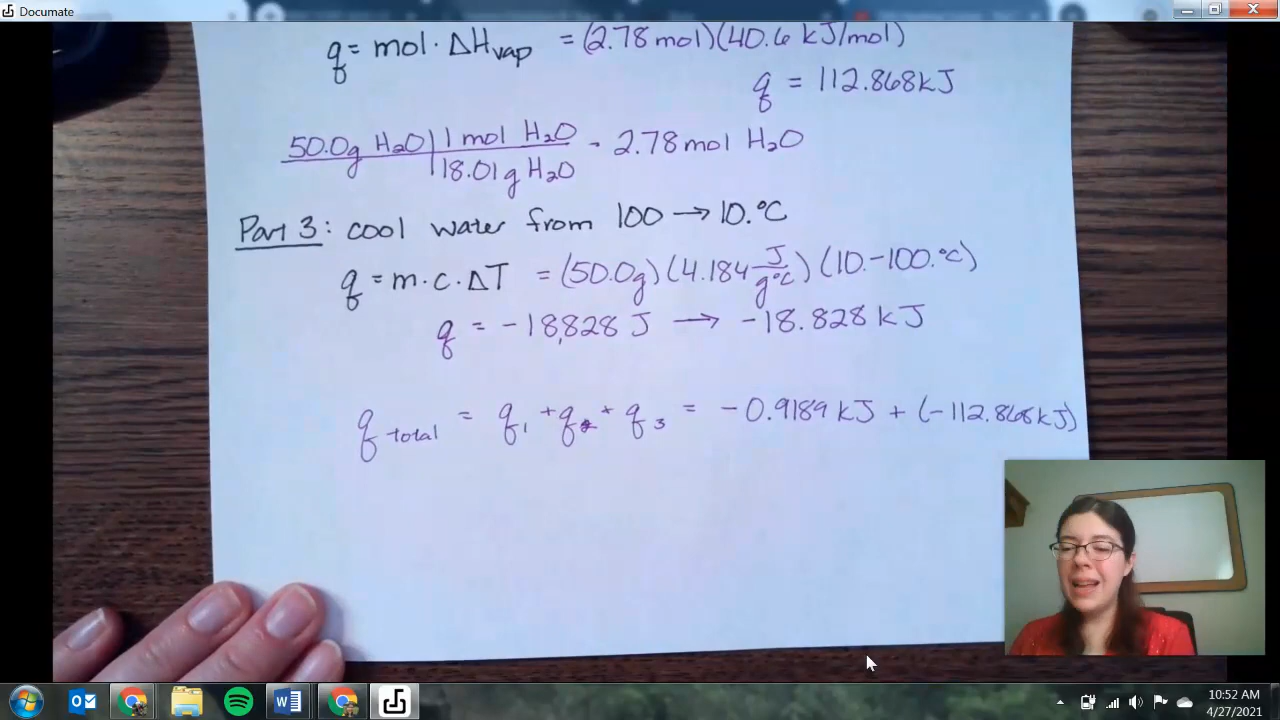 Documate
q = mol · ΔHvap = (2.78 mol)(40.6 kJ/mol)
q = 112.868 kJ
50.0g H₂O | 1 mol H₂O
18.01g H₂O
- 2.78 mol H₂O
Part 3: cool water from 100 → 10.°C
q = m·c·ΔT = (50.0g)(4.184 J/g°C)(10.-100.°C)
q = -18,828 J → -18.828 kJ
q total = q₁ + q₂ + q₃ = -0.9189 kJ + (-112.868 kJ)
10:52 AM
4/27/2021